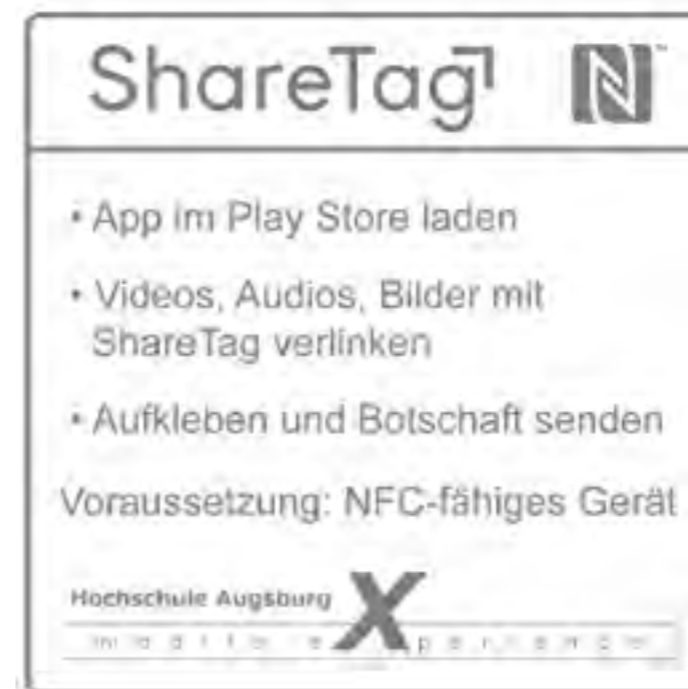 ShareTag
• App im Play Store laden
• Videos, Audios, Bilder mit
ShareTag verlinken
• Aufkleben und Botschaft senden
Voraussetzung: NFC-fähiges Gerät
Hochschule Augsburg X